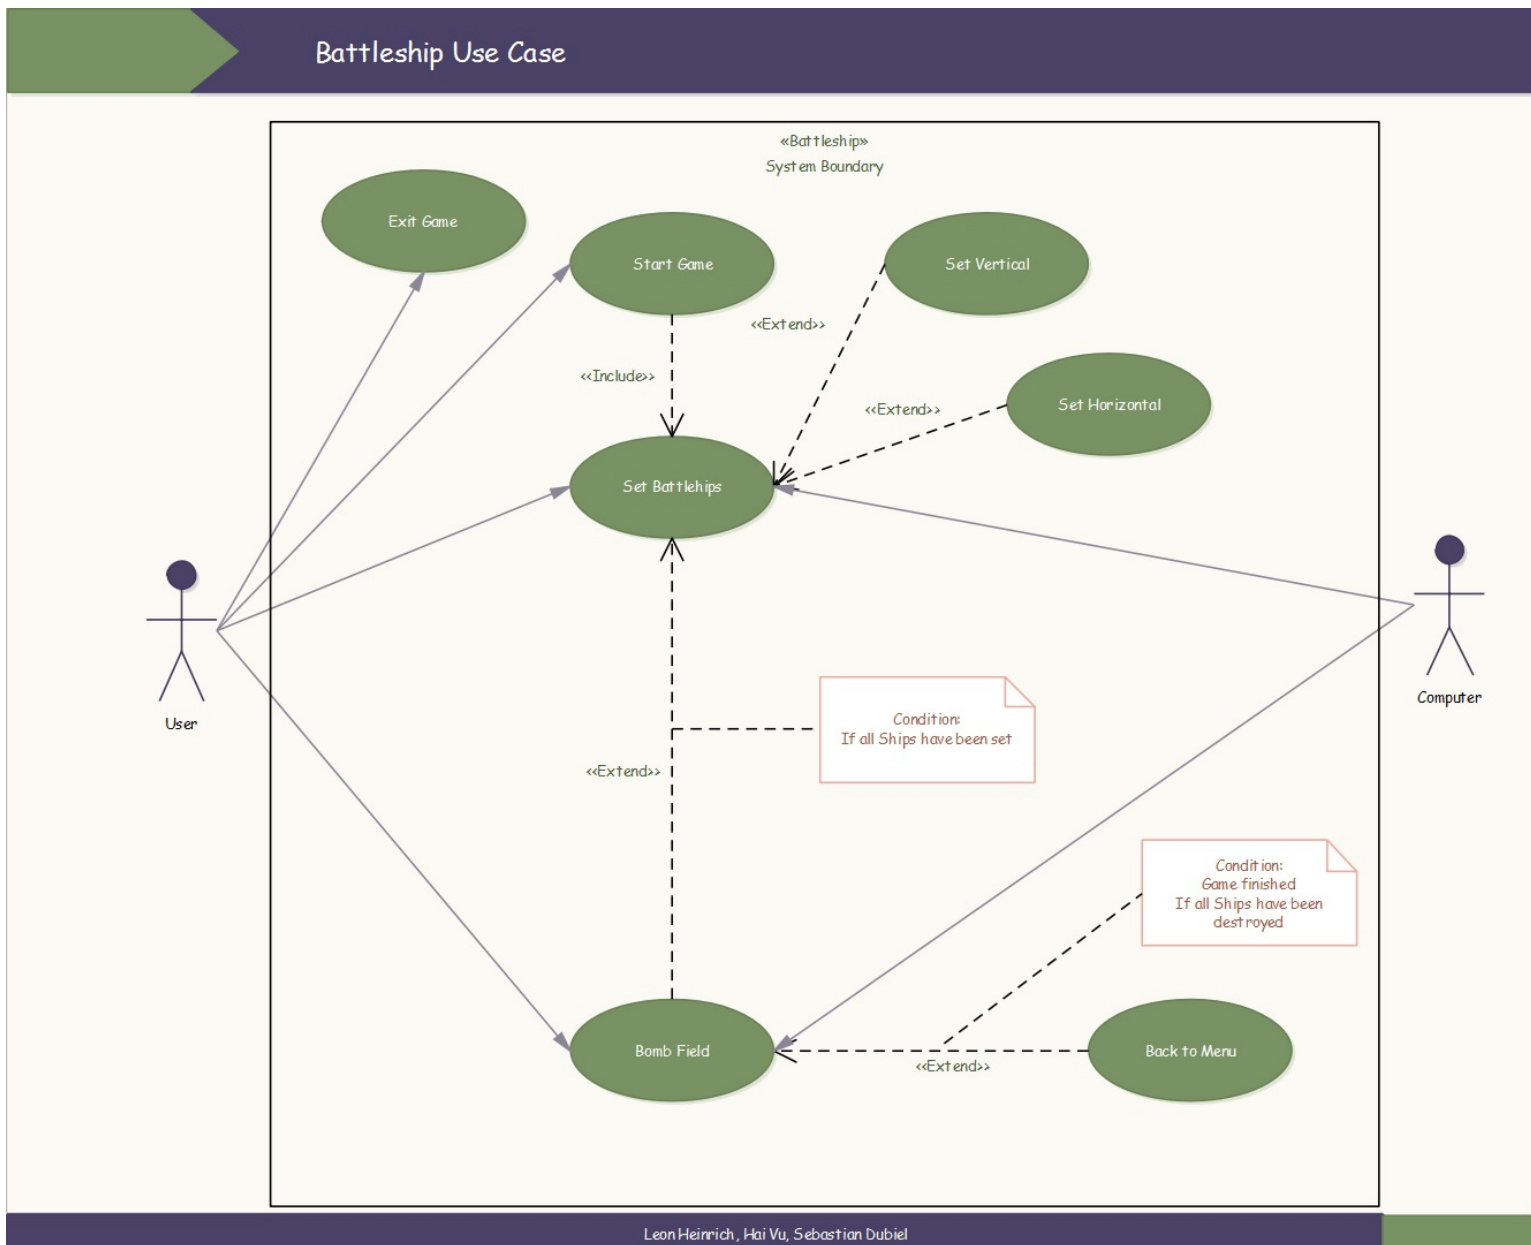 Battleship Use Case
«Battleship»
System Boundary
Exit Game
Start Game
Set Vertical
<<Extend>>
<<Include>>
Set Horizontal
<<Extend>>
Set Battlehips
User
Computer
Condition:
If all Ships have been set
<<Extend>>
Condition:
Game finished
If all Ships have been
destroyed
Bomb Field
Back to Menu
<<Extend>>
Leon Heinrich, Hai Vu, Sebastian Dubiel